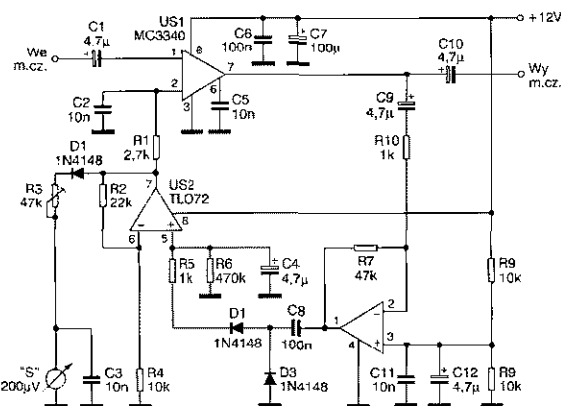 C1
4,7µ
US1
MC3340
C6
100n
C7
100µ
+12V
We
m.cz.
1
8
2
7
6
3
C10
4,7µ
Wy
m.cz.
C2
10n
C5
10n
C9
4,7µ
R1
2,7k
R10
1k
D1
1N4148
R3
47k
R2
22k
7
US2
TL072
8
6
5
R5
1k
R6
470k
C4
4,7µ
R7
47k
R9
10k
D1
1N4148
C8
100n
1
2
3
4
"S"
200µV
C3
10n
R4
10k
D3
1N4148
C11
10n
C12
4,7µ
R9
10k